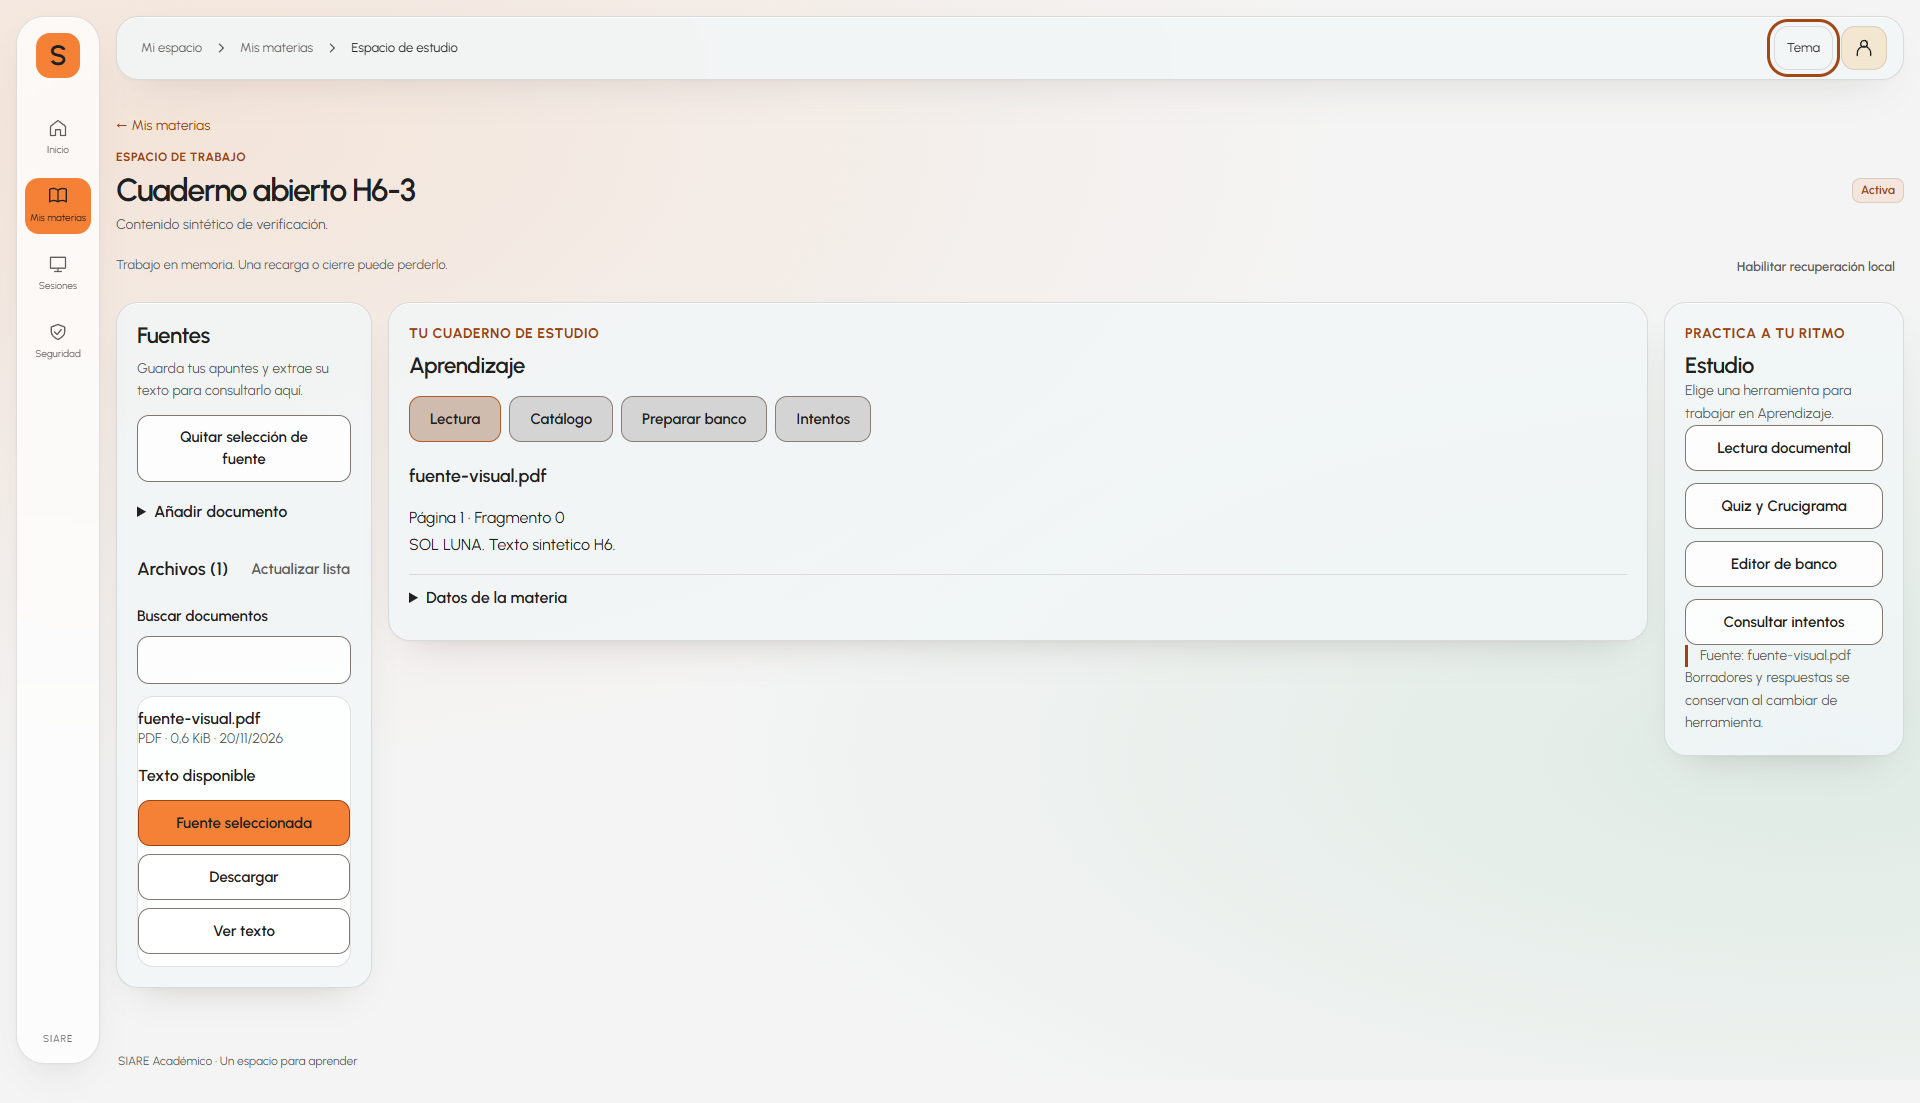 S
Inicio
Mis materias
Sesiones
Seguridad
SIARE
Mi espacio
Mis materias
Espacio de estudio
Tema
← Mis materias
ESPACIO DE TRABAJO
Cuaderno abierto H6-3
Activa
Contenido sintético de verificación.
Trabajo en memoria. Una recarga o cierre puede perderlo.
Habilitar recuperación local
Fuentes
Guarda tus apuntes y extrae su
texto para consultarlo aquí.
Quitar selección de
fuente
Añadir documento
Archivos (1)
Actualizar lista
Buscar documentos
fuente-visual.pdf
PDF · 0,6 KiB · 20/11/2026
Texto disponible
Fuente seleccionada
Descargar
Ver texto
TU CUADERNO DE ESTUDIO
Aprendizaje
Lectura
Catálogo
Preparar banco
Intentos
fuente-visual.pdf
Página 1 · Fragmento 0
SOL LUNA. Texto sintetico H6.
Datos de la materia
PRACTICA A TU RITMO
Estudio
Elige una herramienta para
trabajar en Aprendizaje.
Lectura documental
Quiz y Crucigrama
Editor de banco
Consultar intentos
Fuente: fuente-visual.pdf
Borradores y respuestas se
conservan al cambiar de
herramienta.
SIARE Académico · Un espacio para aprender